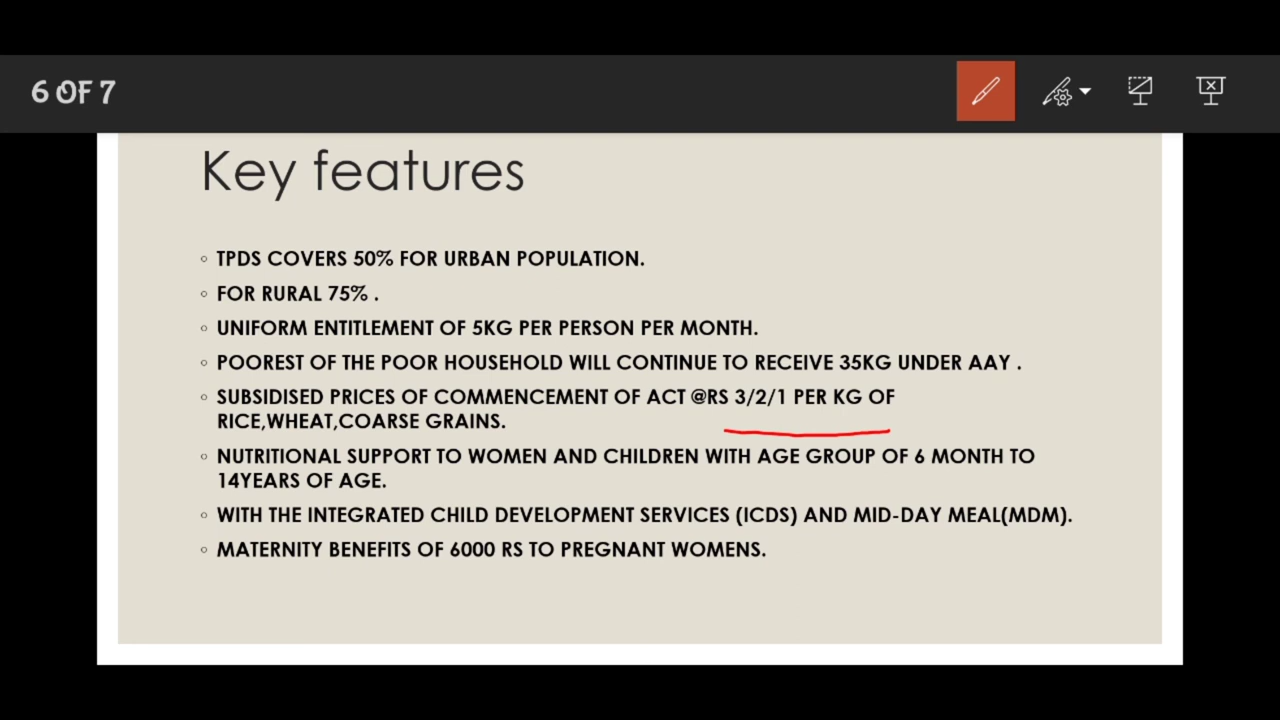 6 OF 7
Key features
◦ TPDS COVERS 50% FOR URBAN POPULATION.
◦ FOR RURAL 75% .
◦ UNIFORM ENTITLEMENT OF 5KG PER PERSON PER MONTH.
◦ POOREST OF THE POOR HOUSEHOLD WILL CONTINUE TO RECEIVE 35KG UNDER AAY .
◦ SUBSIDISED PRICES OF COMMENCEMENT OF ACT @RS 3/2/1 PER KG OF
RICE,WHEAT,COARSE GRAINS.
◦ NUTRITIONAL SUPPORT TO WOMEN AND CHILDREN WITH AGE GROUP OF 6 MONTH TO
14YEARS OF AGE.
◦ WITH THE INTEGRATED CHILD DEVELOPMENT SERVICES (ICDS) AND MID-DAY MEAL(MDM).
◦ MATERNITY BENEFITS OF 6000 RS TO PREGNANT WOMENS.